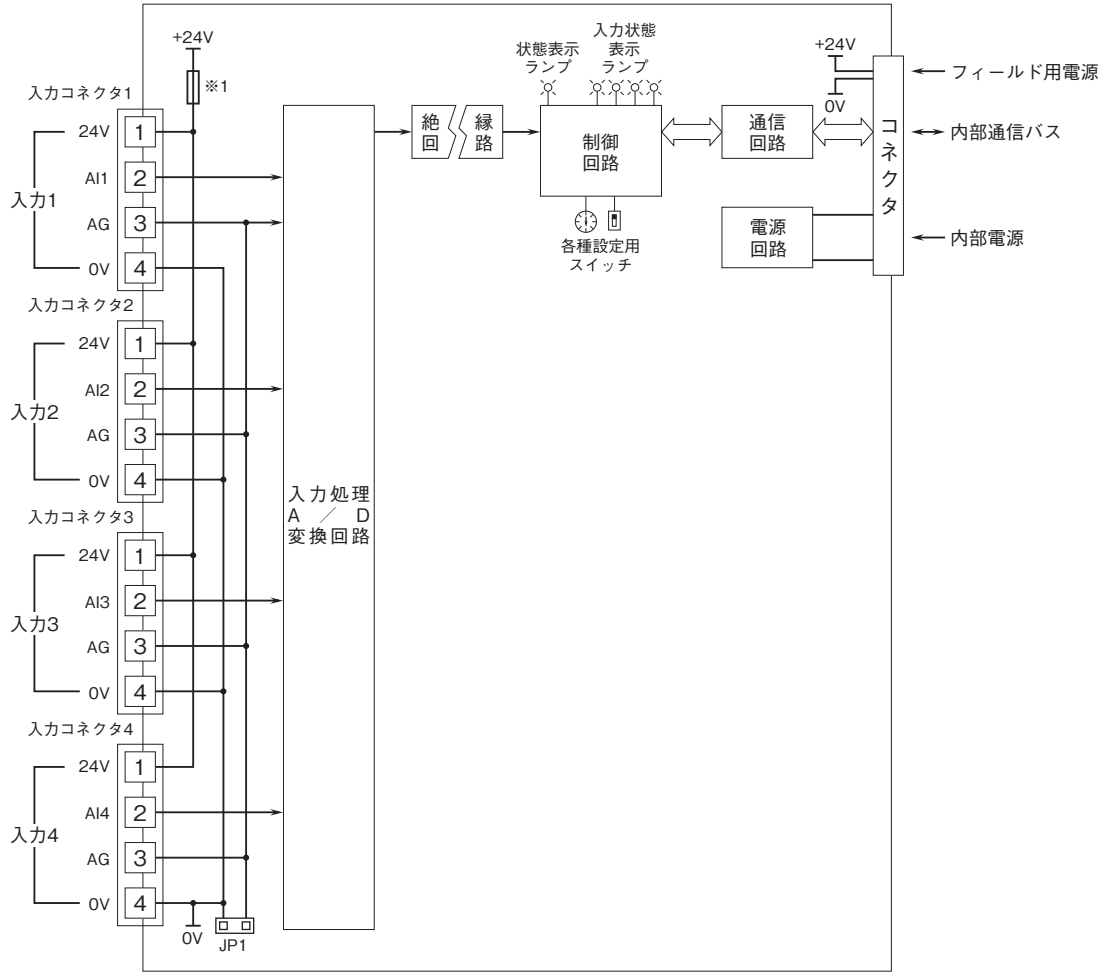 +24V
※1
入力コネクタ1
24V
1
AI1
2
入力1
AG
3
0V
4
入力コネクタ2
24V
1
AI2
2
入力2
AG
3
0V
4
入力コネクタ3
24V
1
AI3
2
入力3
AG
3
0V
4
入力コネクタ4
24V
1
AI4
2
入力4
AG
3
0V
4
0V
JP1
入力処理
A / D
変換回路
絶縁
回路
状態表示
ランプ
入力状態
表示
ランプ
制御
回路
各種設定用
スイッチ
通信
回路
電源
回路
+24V
0V
コネクタ
フィールド用電源
内部通信バス
内部電源